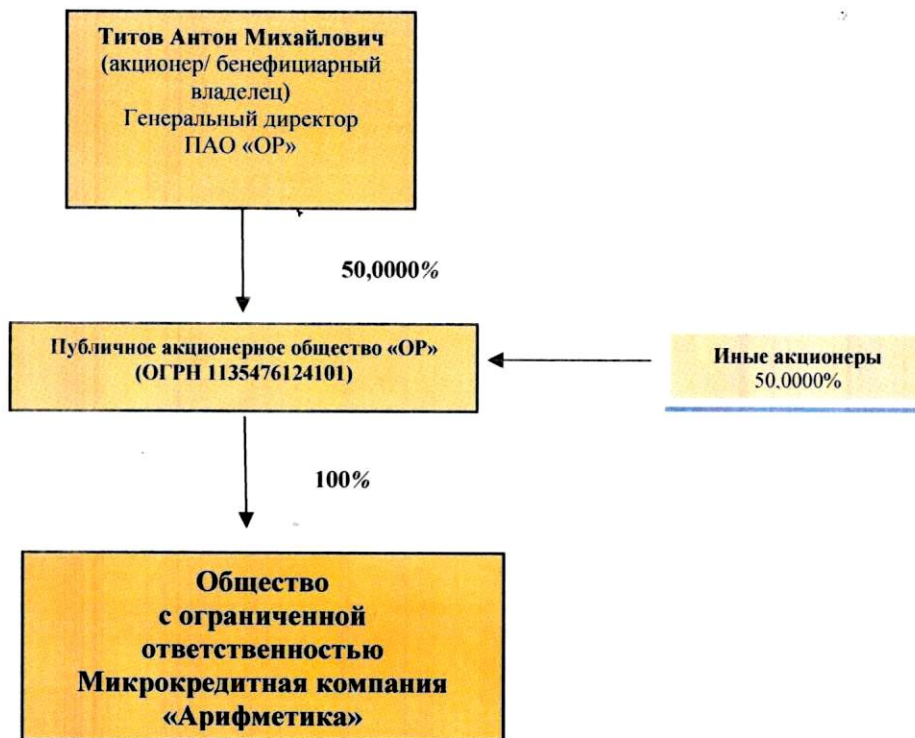 Титов Антон Михайлович
(акционер/ бенефициарный
владелец)
Генеральный директор
ПАО «ОР»
50,0000%
Публичное акционерное общество «ОР»
(ОГРН 1135476124101)
Иные акционеры
50,0000%
100%
Общество
с ограниченной
ответственностью
Микрокредитная компания
«Арифметика»